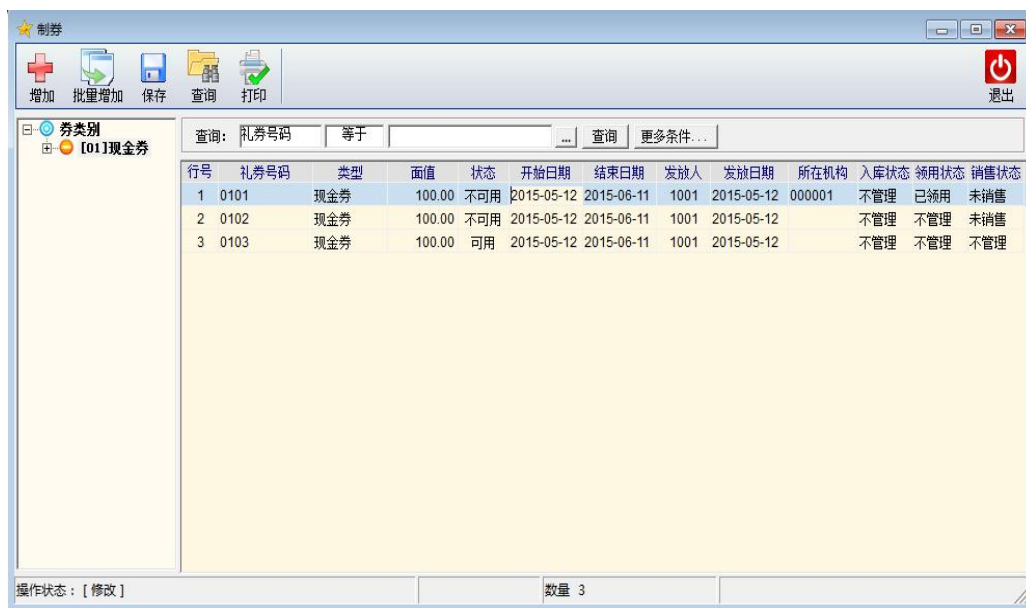 制券
增加 批量增加 保存 查询 打印 退出
券类别
[01]现金券
查询： 礼券号码 等于 ... 查询 更多条件...
行号 礼券号码 类型 面值 状态 开始日期 结束日期 发放人 发放日期 所在机构 入库状态 领用状态 销售状态
1 0101 现金券 100.00 不可用 2015-05-12 2015-06-11 1001 2015-05-12 000001 不管理 已领用 未销售
2 0102 现金券 100.00 不可用 2015-05-12 2015-06-11 1001 2015-05-12 不管理 不管理 未销售
3 0103 现金券 100.00 可用 2015-05-12 2015-06-11 1001 2015-05-12 不管理 不管理 不管理
操作状态：[修改] 数量 3